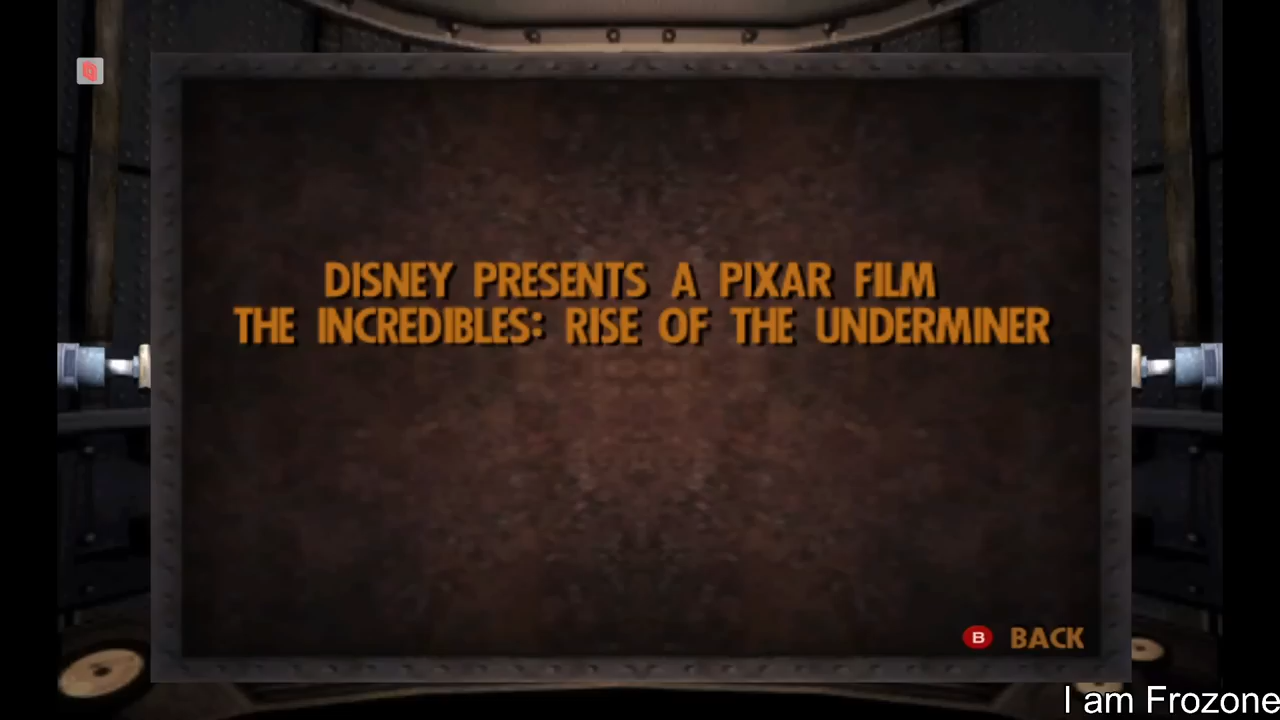 DISNEY PRESENTS A PIXAR FILM
THE INCREDIBLES: RISE OF THE UNDERMINER
B BACK
I am Frozone